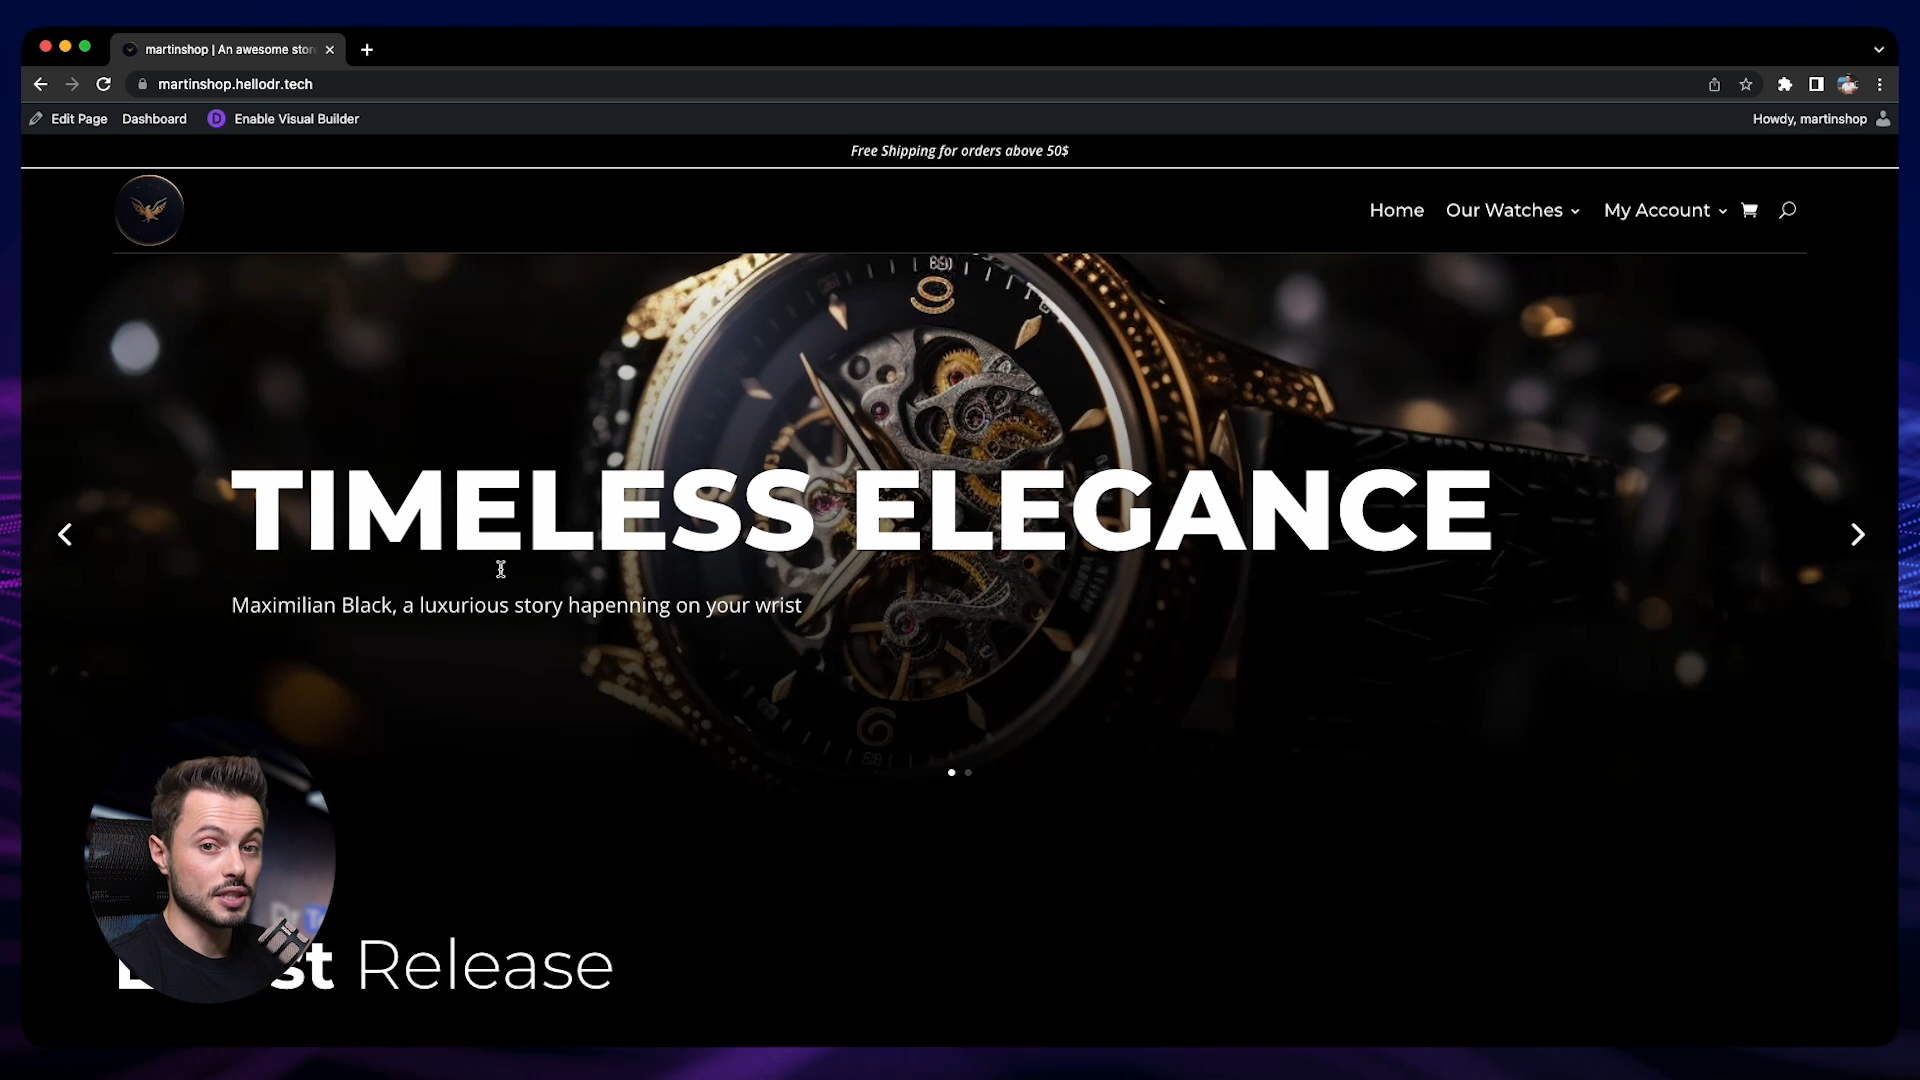 martinshop | An awesome stor
martinshop.hellodr.tech
Edit Page Dashboard D Enable Visual Builder Howdy, martinshop
Free Shipping for orders above 50$
Home Our Watches My Account
TIMELESS ELEGANCE
Maximilian Black, a luxurious story hapenning on your wrist
Release